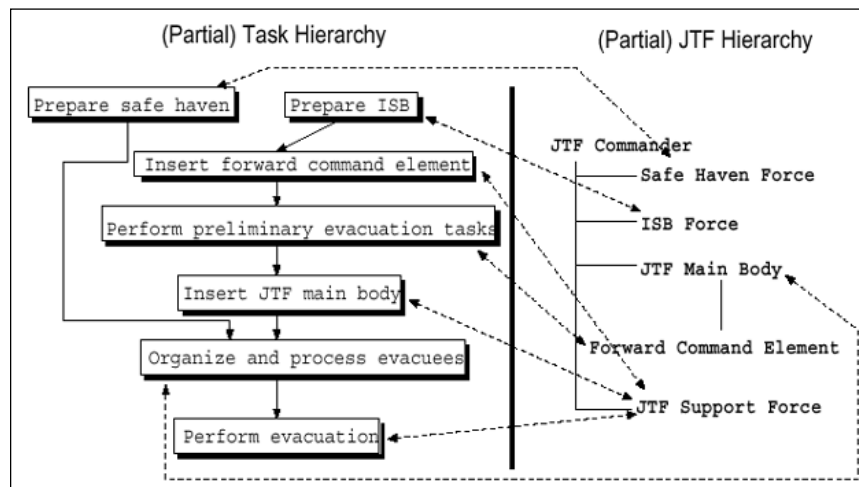 (Partial) Task Hierarchy
Prepare safe haven
Prepare ISB
Insert forward command element
Perform preliminary evacuation tasks
Insert JTF main body
Organize and process evacuees
Perform evacuation
(Partial) JTF Hierarchy
JTF Commander
Safe Haven Force
ISB Force
JTF Main Body
Forward Command Element
JTF Support Force